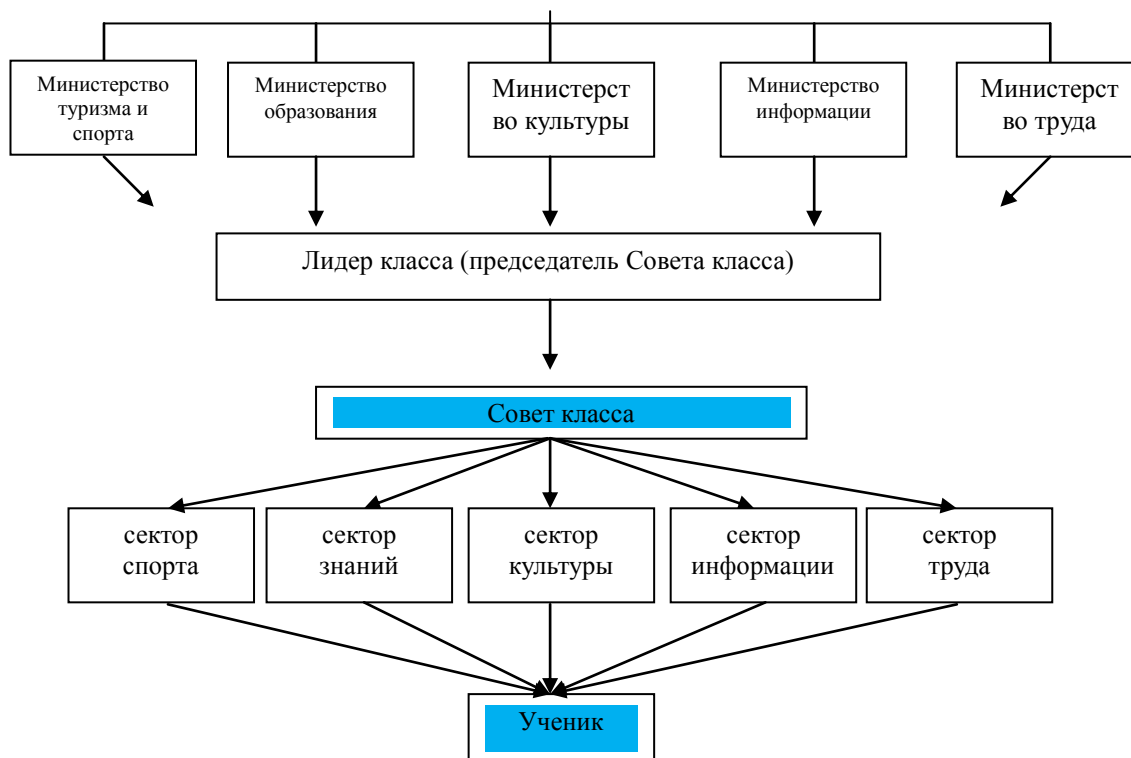 Министерство
туризма и
спорта
Министерство
образования
Министерст
во культуры
Министерство
информации
Министерст
во труда
Лидер класса (председатель Совета класса)
Совет класса
сектор
спорта
сектор
знаний
сектор
культуры
сектор
информации
сектор
труда
Ученик